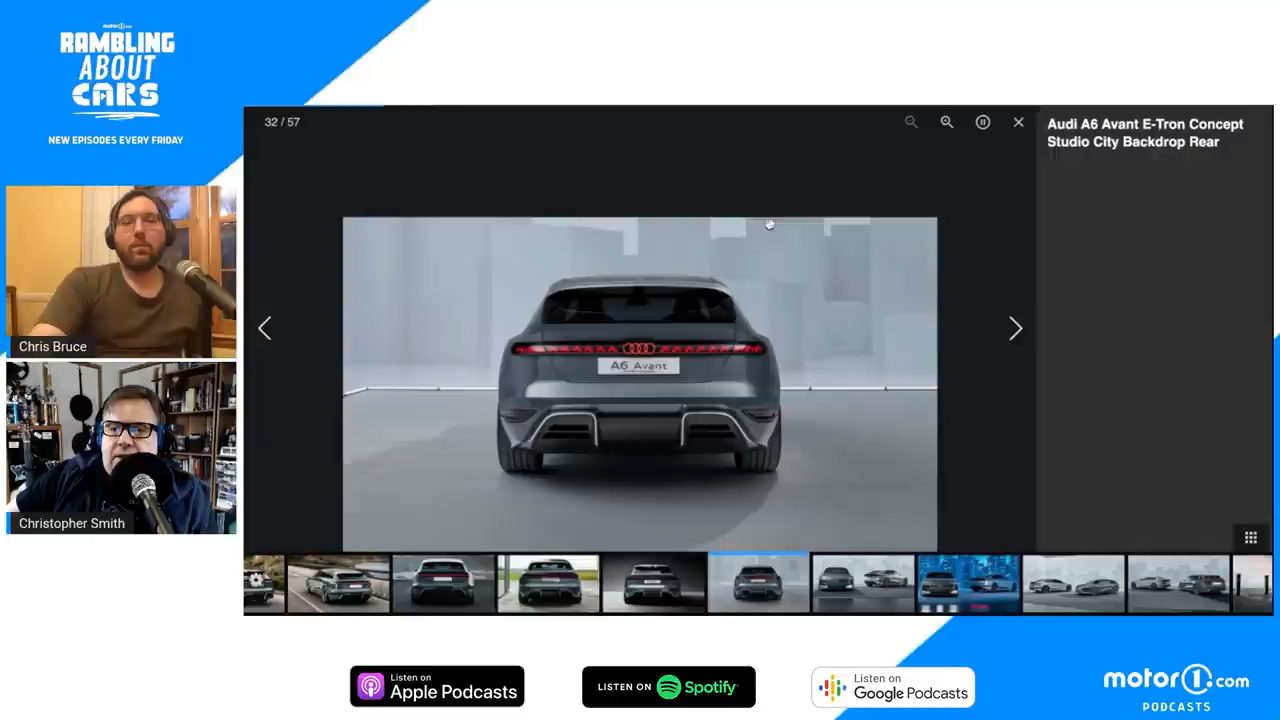 motor1.com
RAMBLING
ABOUT
CARS
NEW EPISODES EVERY FRIDAY
32 / 57
Audi A6 Avant E-Tron Concept
Studio City Backdrop Rear
A6 Avant
Chris Bruce
Christopher Smith
Listen on
Apple Podcasts
LISTEN ON Spotify
Listen on
Google Podcasts
motor1.com
PODCASTS